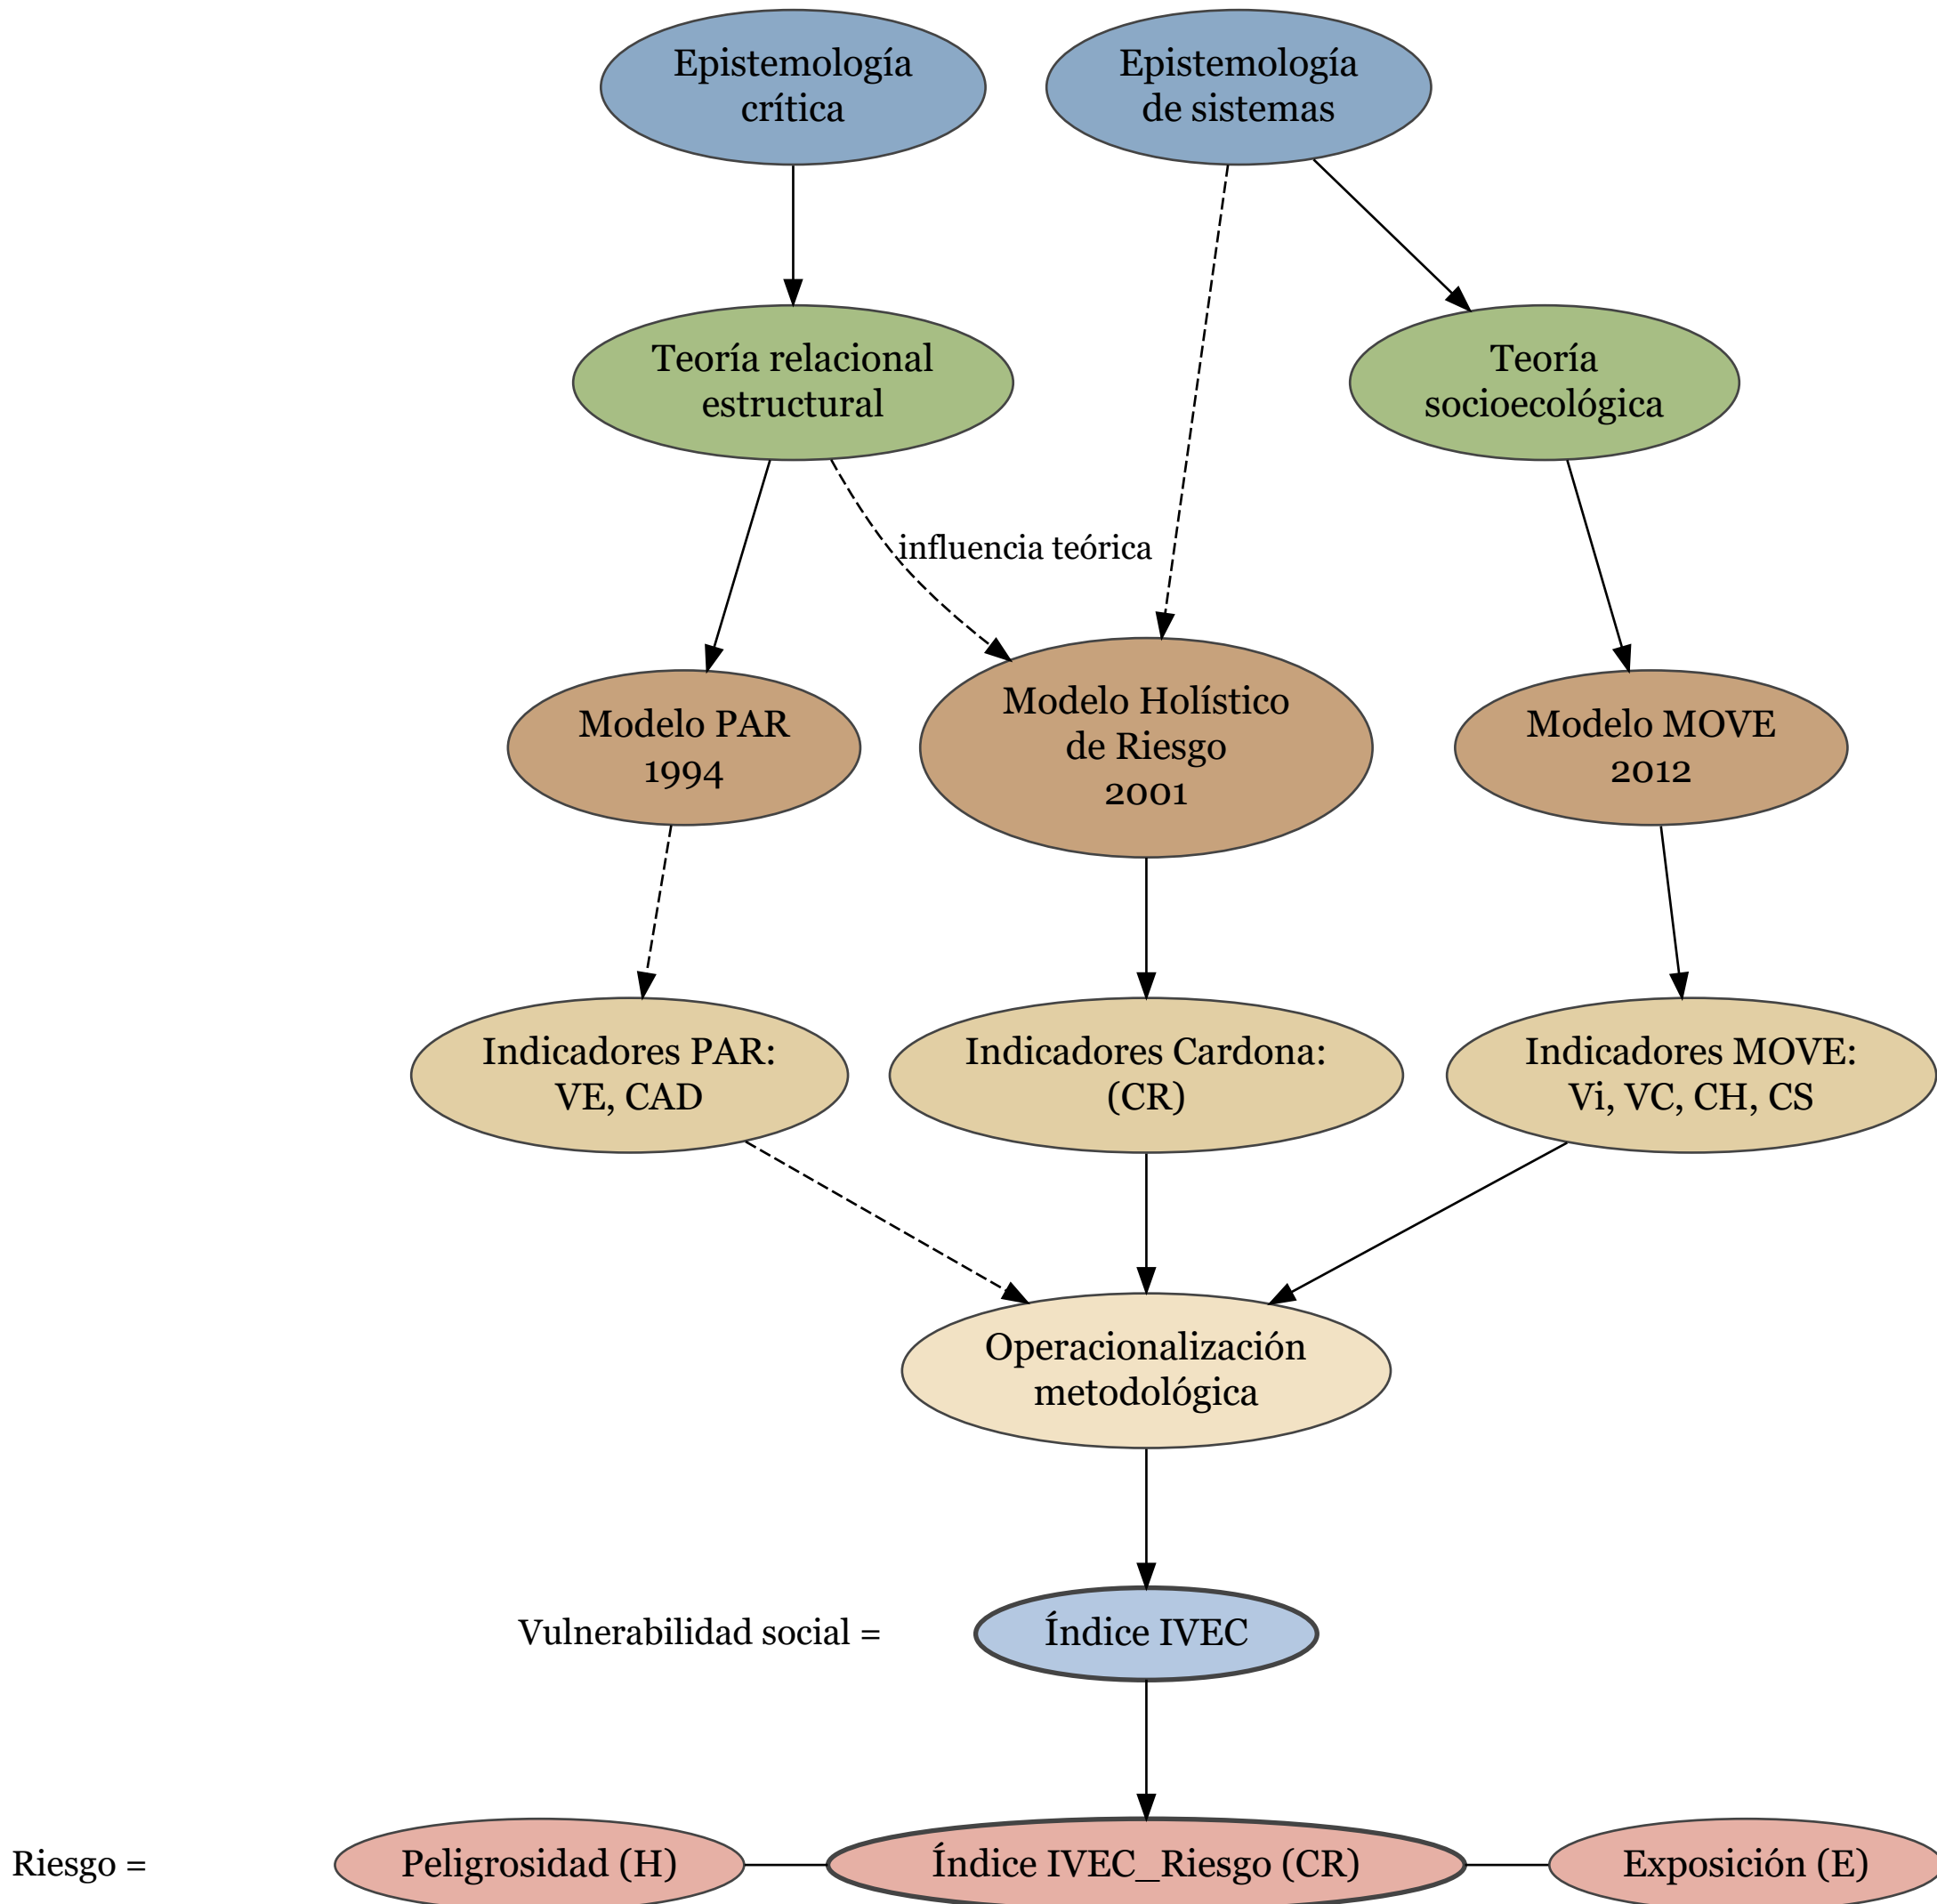 Epistemología
crítica
Epistemología
de sistemas
Teoría relacional
estructural
Teoría
socioecológica
influencia teórica
Modelo PAR
1994
Modelo Holístico
de Riesgo
2001
Modelo MOVE
2012
Indicadores PAR:
VE, CAD
Indicadores Cardona:
(CR)
Indicadores MOVE:
Vi, VC, CH, CS
Operacionalización
metodológica
Vulnerabilidad social =
Índice IVEC
Riesgo =
Peligrosidad (H)
Índice IVEC_Riesgo (CR)
Exposición (E)